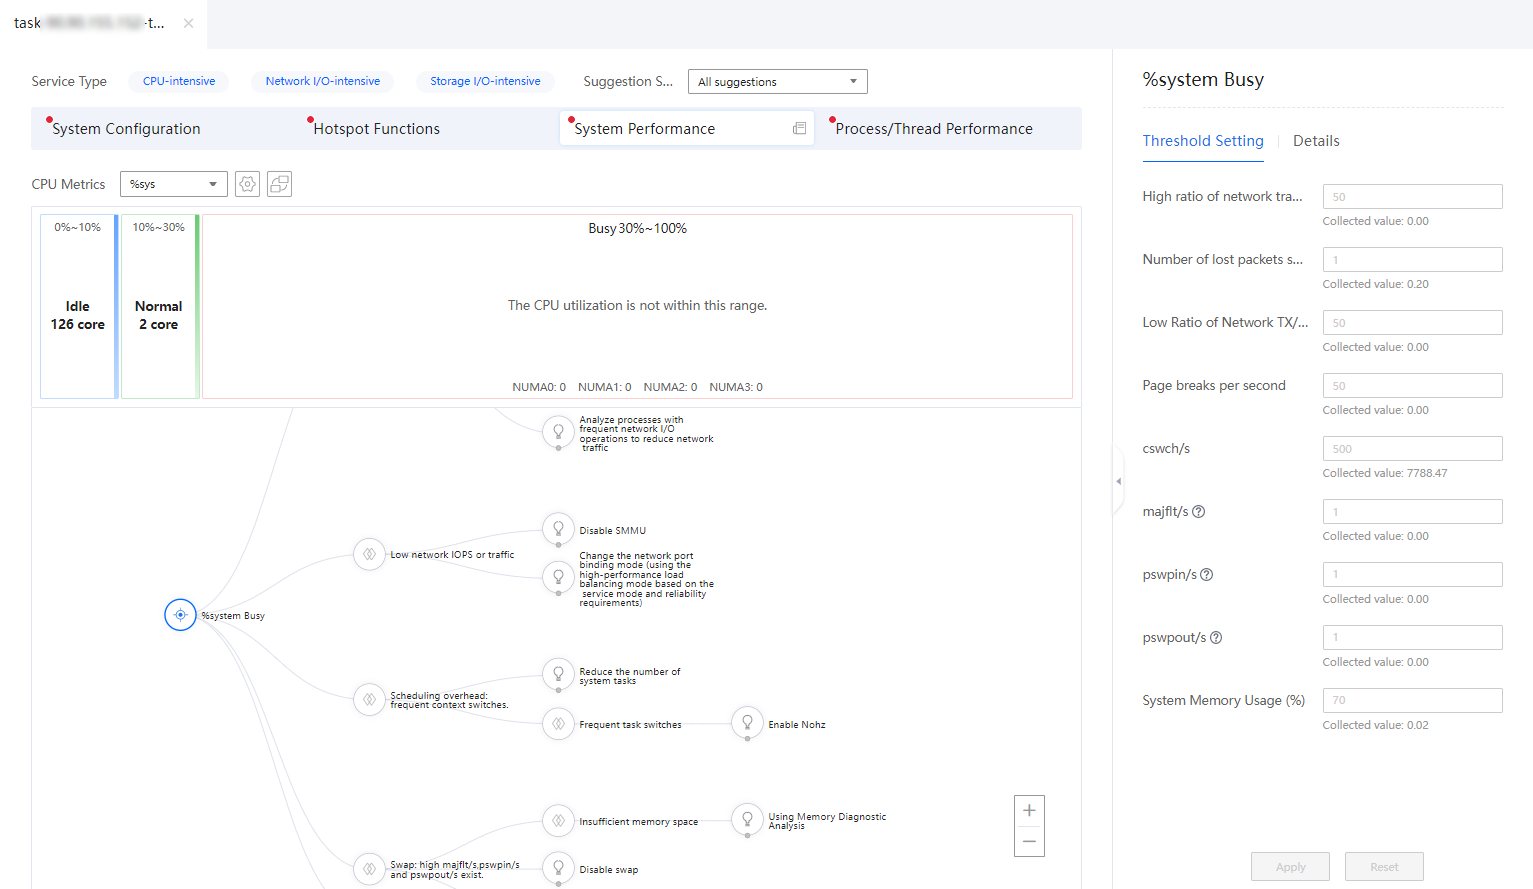 task
-t...
Service Type
CPU-intensive
Network I/O-intensive
Storage I/O-intensive
Suggestion S...
All suggestions
System Configuration
Hotspot Functions
System Performance
Process/Thread Performance
CPU Metrics
%sys
0%~10%
Idle
126 core
10%~30%
Normal
2 core
Busy 30%~100%
The CPU utilization is not within this range.
NUMA0: 0 NUMA1: 0 NUMA2: 0 NUMA3: 0
Analyze processes with
frequent network I/O
operations to reduce network
traffic
Low network IOPS or traffic
Disable SMMU
Change the network port
binding mode (using the
high-performance load
balancing mode based on the
service mode and reliability
requirements)
%system Busy
Scheduling overhead:
frequent context switches.
Reduce the number of
system tasks
Frequent task switches
Enable Nohz
Insufficient memory space
Using Memory Diagnostic
Analysis
Swap: high majflt/s,pswpin/s
and pswpout/s exist.
Disable swap
+
−
%system Busy
Threshold Setting
Details
High ratio of network tra...
50
Collected value: 0.00
Number of lost packets s...
1
Collected value: 0.20
Low Ratio of Network TX/...
50
Collected value: 0.00
Page breaks per second
50
Collected value: 0.00
cswch/s
500
Collected value: 7788.47
majflt/s
1
Collected value: 0.00
pswpin/s
1
Collected value: 0.00
pswpout/s
1
Collected value: 0.00
System Memory Usage (%)
70
Collected value: 0.02
Apply
Reset